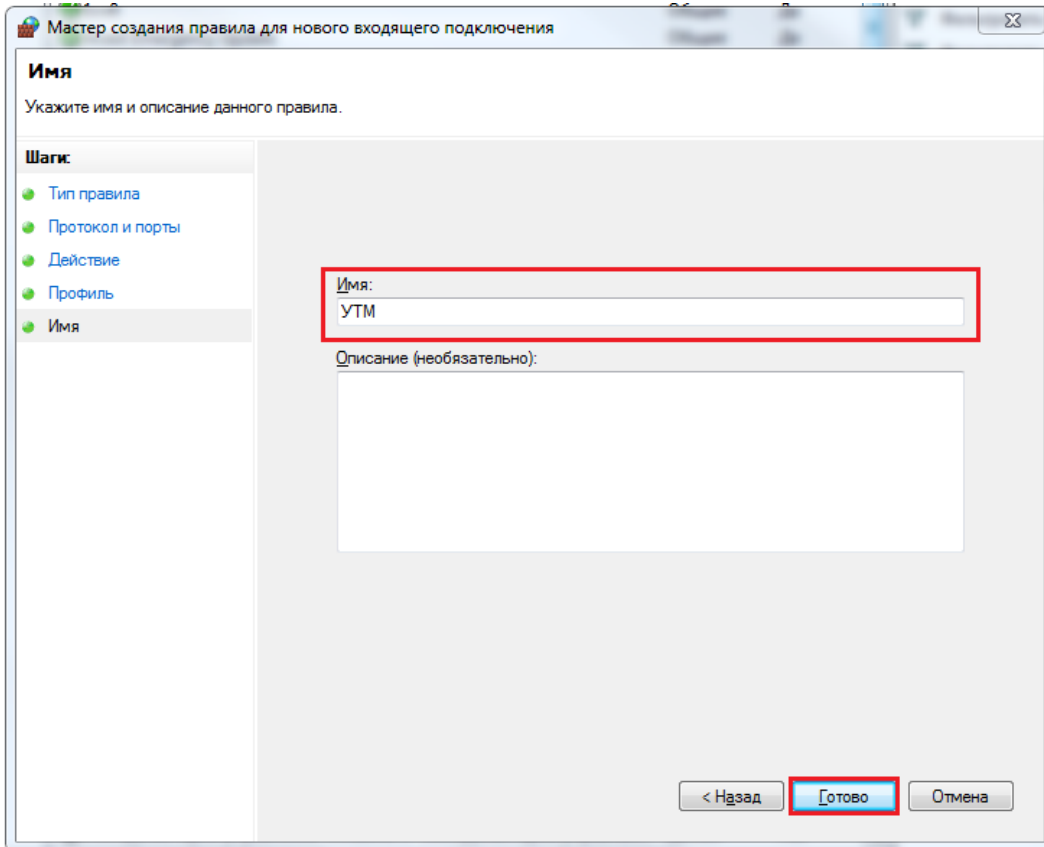 Мастер создания правила для нового входящего подключения
Имя
Укажите имя и описание данного правила.
Шаги:
Тип правила
Протокол и порты
Действие
Профиль
Имя
Имя:
УТМ
Описание (необязательно):
< Назад Готово Отмена